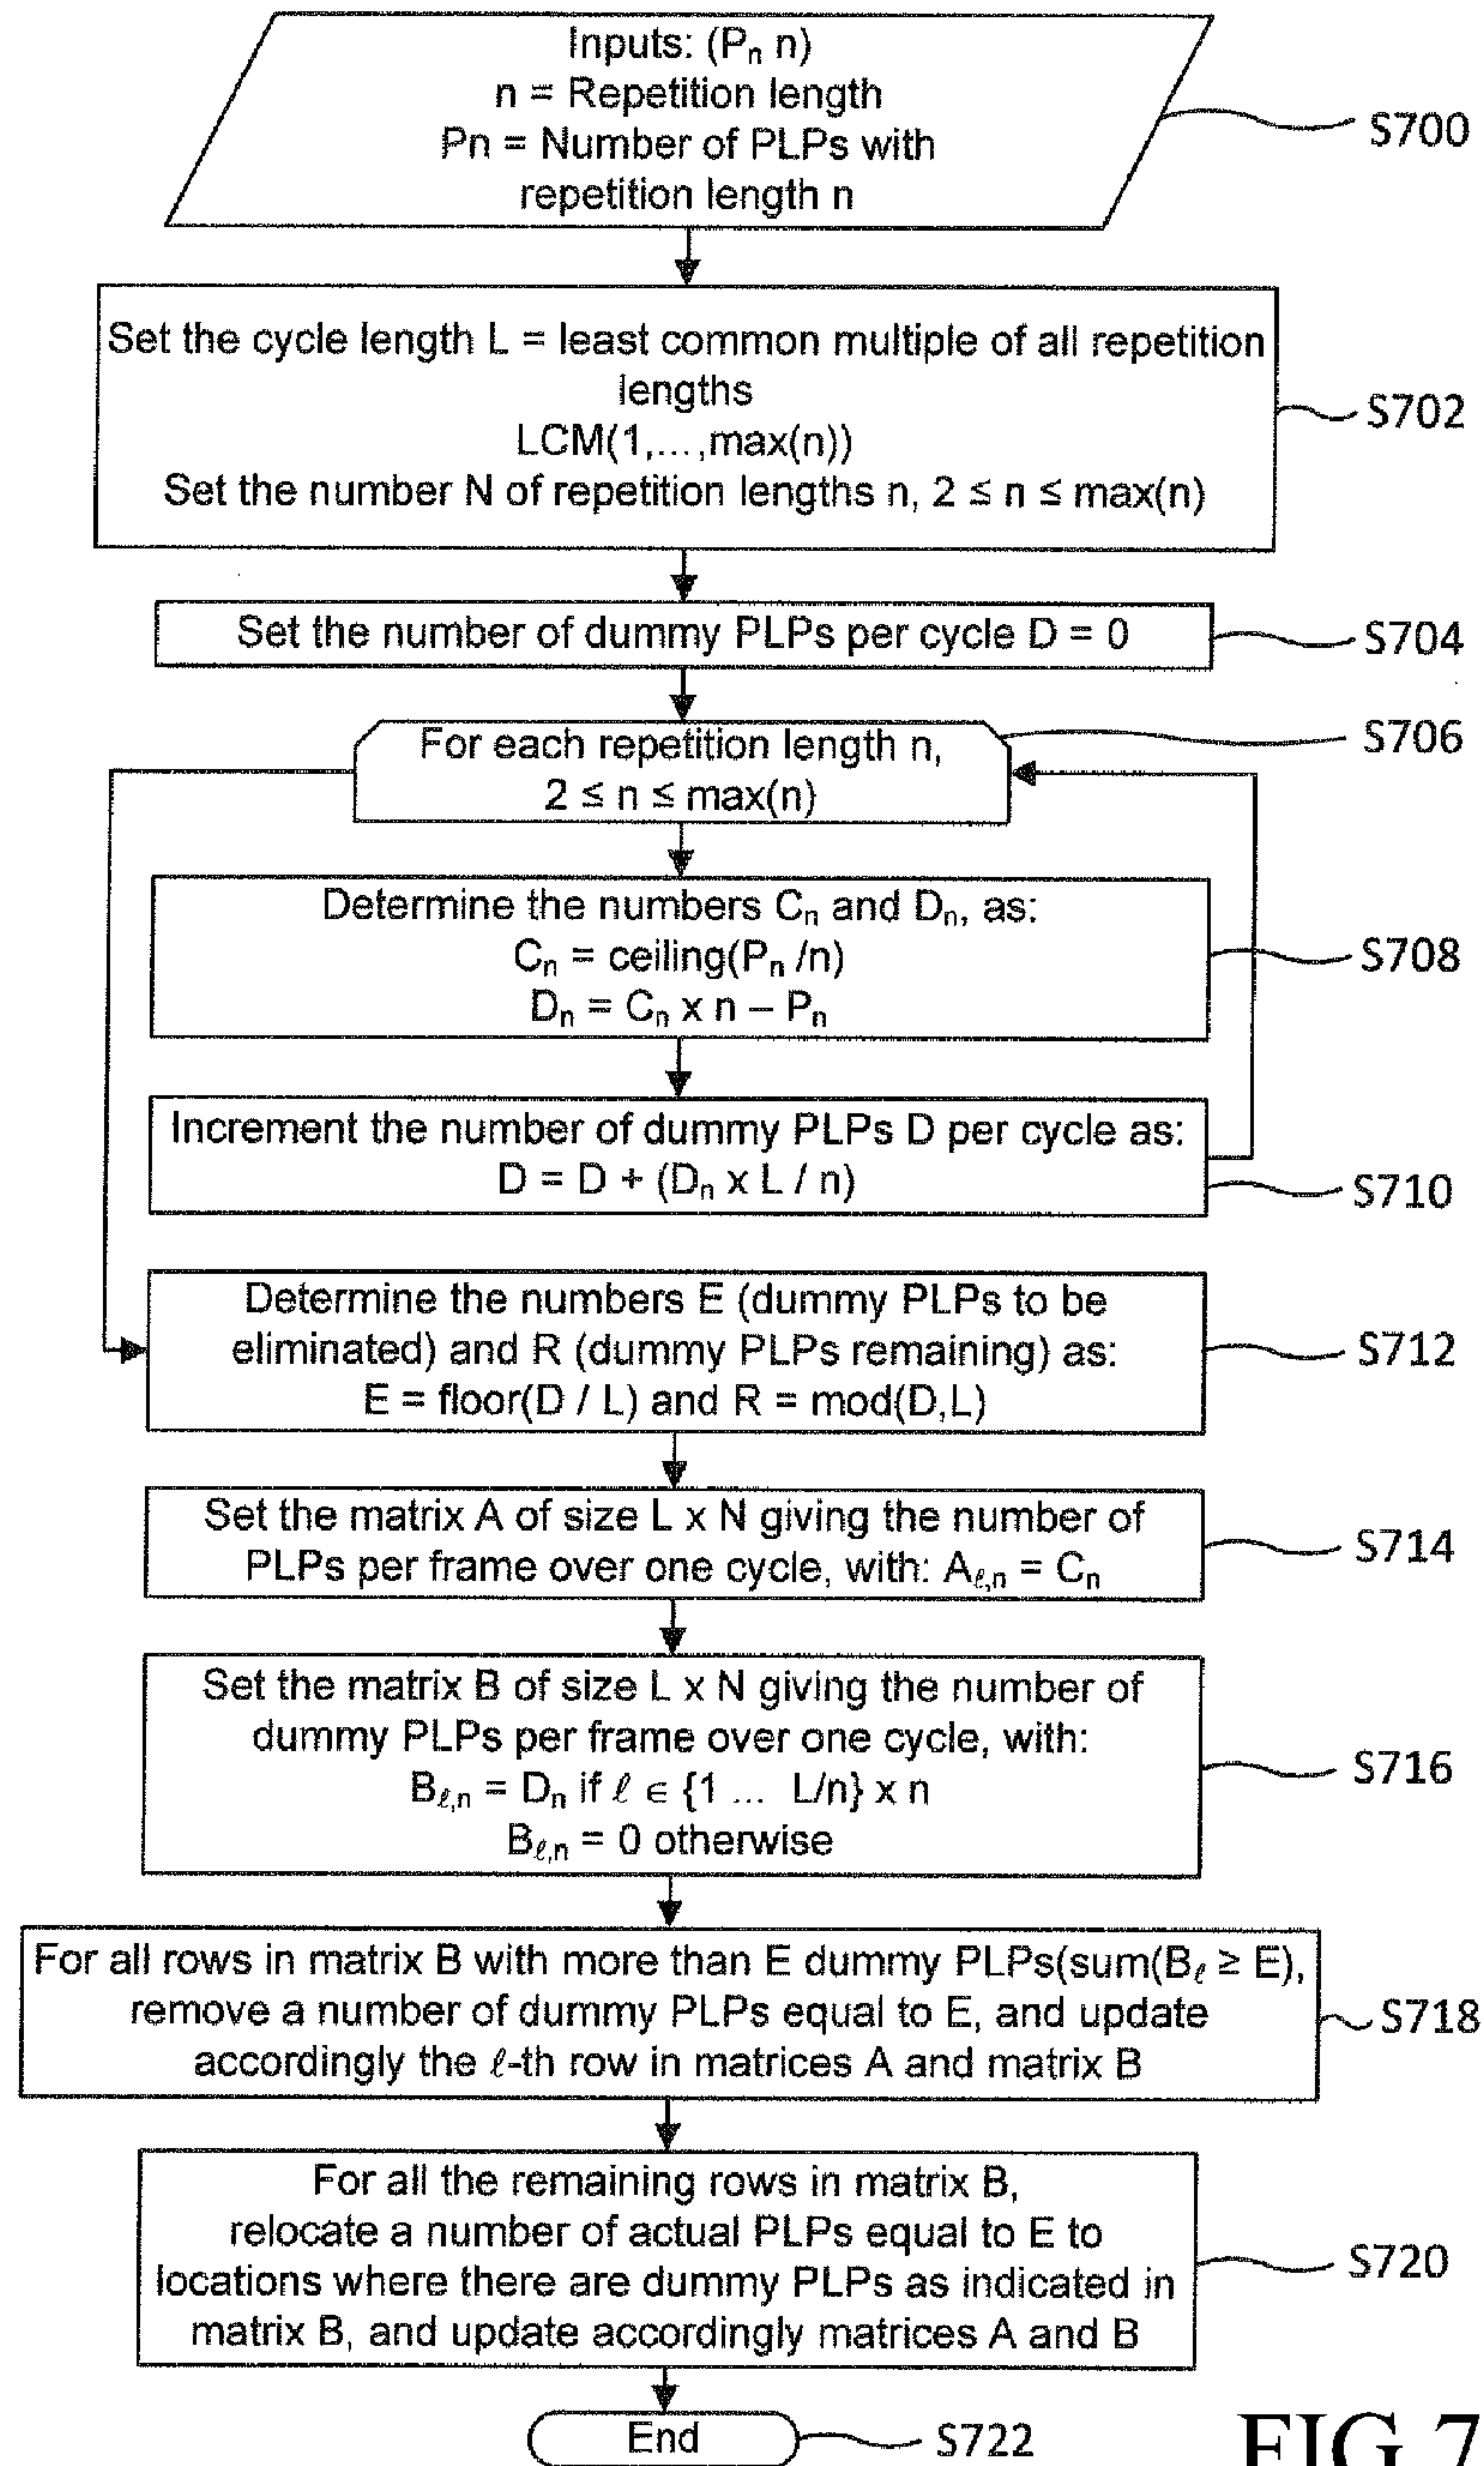 Inputs: (Pn n)
n = Repetition length
Pn = Number of PLPs with
repetition length n
S700
Set the cycle length L = least common multiple of all repetition
lengths
LCM(1,...,max(n))
Set the number N of repetition lengths n, 2 ≤ n ≤ max(n)
S702
Set the number of dummy PLPs per cycle D = 0
S704
For each repetition length n,
2 ≤ n ≤ max(n)
S706
Determine the numbers Cn and Dn, as:
Cn = ceiling(Pn /n)
Dn = Cn x n – Pn
S708
Increment the number of dummy PLPs D per cycle as:
D = D + (Dn x L / n)
S710
Determine the numbers E (dummy PLPs to be
eliminated) and R (dummy PLPs remaining) as:
E = floor(D / L) and R = mod(D,L)
S712
Set the matrix A of size L x N giving the number of
PLPs per frame over one cycle, with: Aℓ,n = Cn
S714
Set the matrix B of size L x N giving the number of
dummy PLPs per frame over one cycle, with:
Bℓ,n = Dn if ℓ ∈ {1 ... L/n} x n
Bℓ,n = 0 otherwise
S716
For all rows in matrix B with more than E dummy PLPs(sum(Bℓ ≥ E),
remove a number of dummy PLPs equal to E, and update
accordingly the ℓ-th row in matrices A and matrix B
S718
For all the remaining rows in matrix B,
relocate a number of actual PLPs equal to E to
locations where there are dummy PLPs as indicated in
matrix B, and update accordingly matrices A and B
S720
End
S722
FIG 7